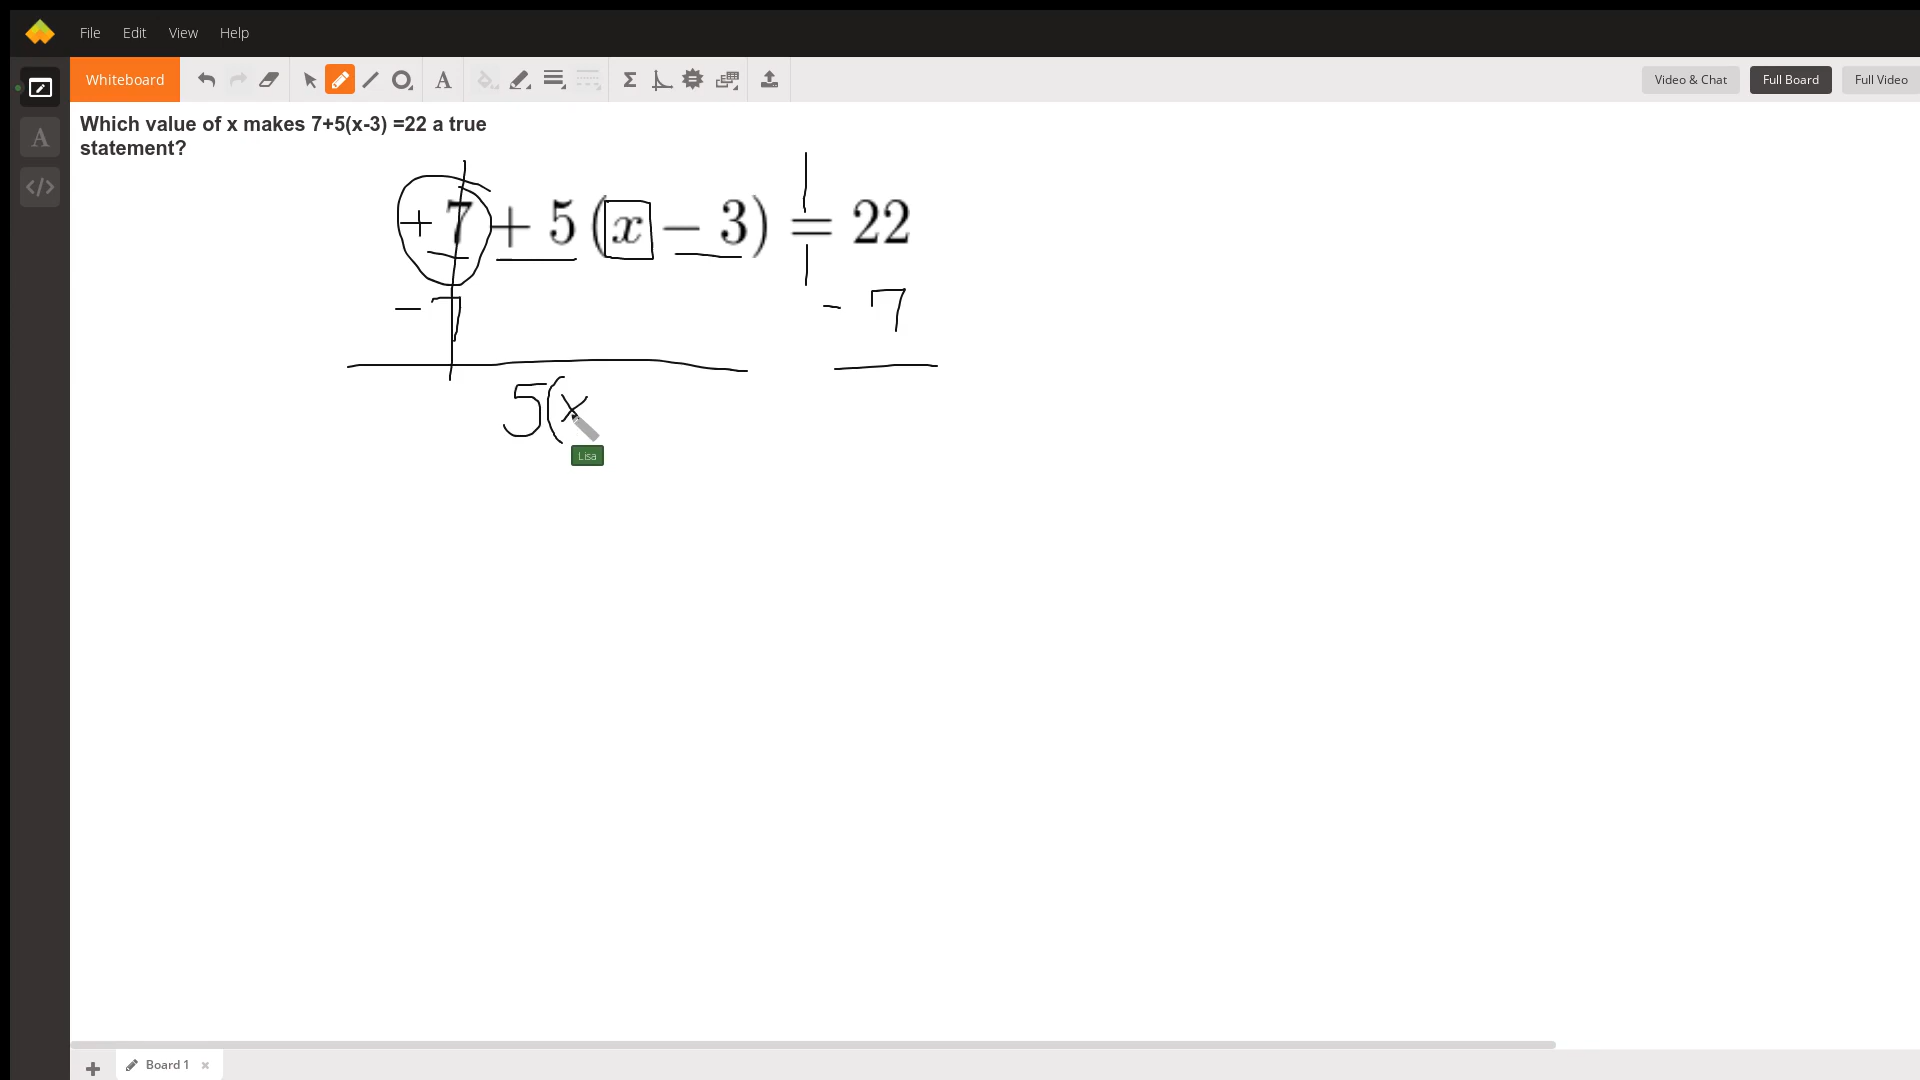 File Edit View Help
Whiteboard
A
Σ
Video & Chat Full Board Full Video
A
</>
Which value of x makes 7+5(x-3) =22 a true
statement?
+ 7 + 5 (x − 3) = 22
− 7 - 7
5(x
Lisa
+ Board 1 ×